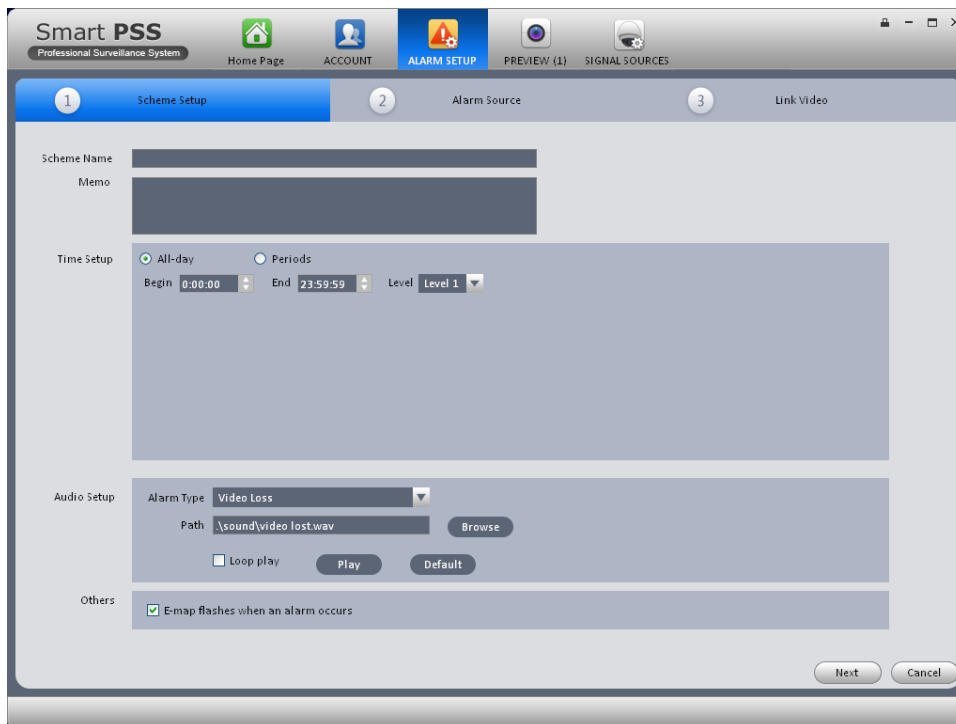 Smart PSS
Professional Surveillance System
Home Page
ACCOUNT
ALARM SETUP
PREVIEW (1)
SIGNAL SOURCES
1 Scheme Setup
2 Alarm Source
3 Link Video
Scheme Name
Memo
Time Setup
All-day
Periods
Begin 0:00:00 End 23:59:59 Level Level 1
Audio Setup
Alarm Type Video Loss
Path .\sound\video lost.wav Browse
Loop play Play Default
Others
E-map flashes when an alarm occurs
Next Cancel